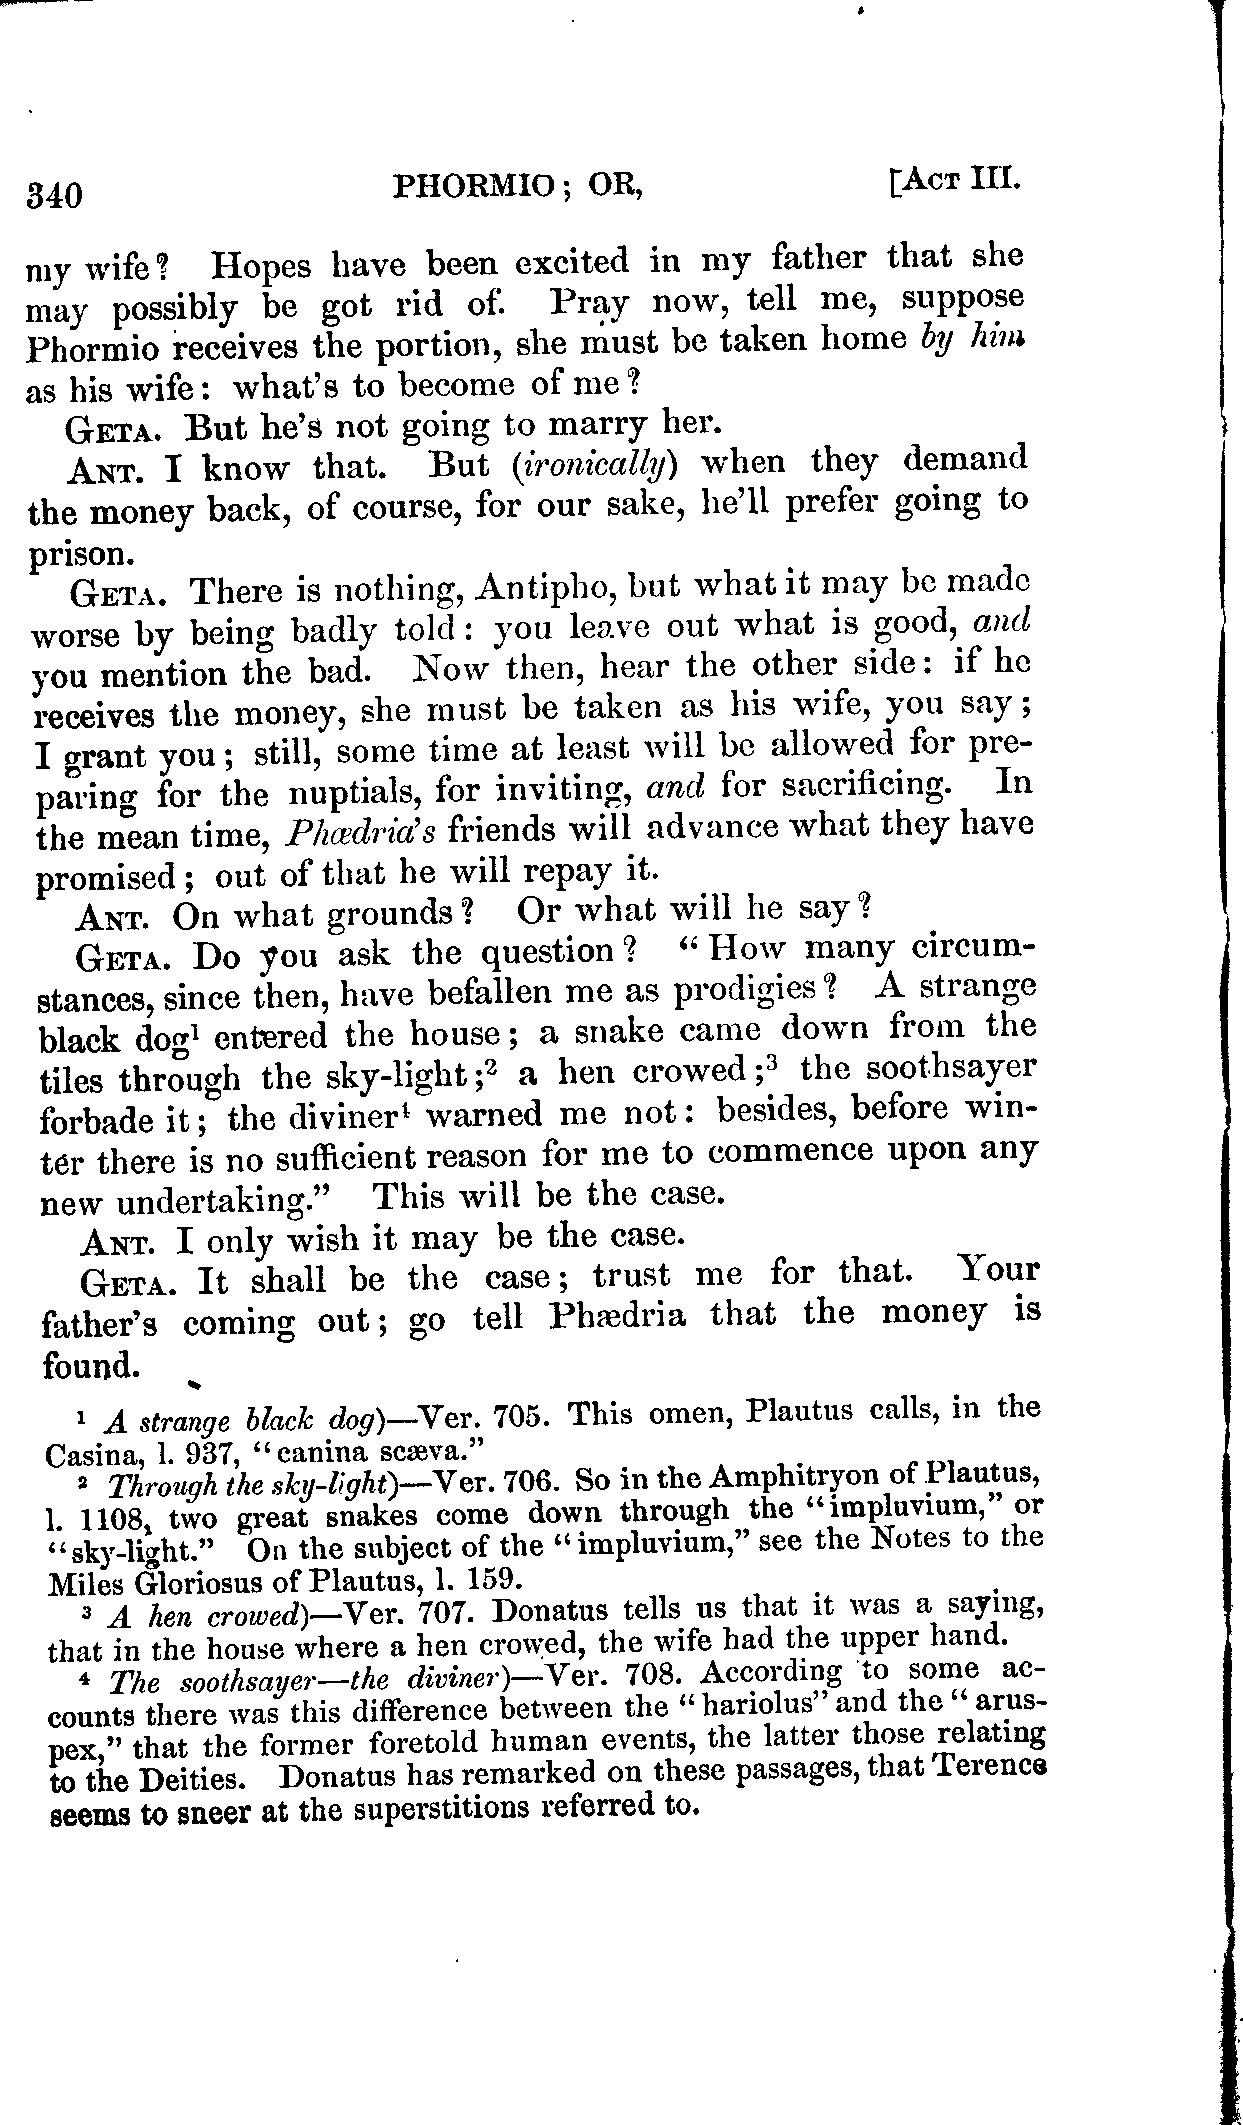 340 PHORMIO; OR, [ACT III.
my wife? Hopes have been excited in my father that she
may possibly be got rid of. Pray now, tell me, suppose
Phormio receives the portion, she must be taken home by him
as his wife: what's to become of me?
GETA. But he's not going to marry her.
ANT. I know that. But (ironically) when they demand
the money back, of course, for our sake, he'll prefer going to
prison.
GETA. There is nothing, Antipho, but what it may be made
worse by being badly told: you leave out what is good, and
you mention the bad. Now then, hear the other side: if he
receives the money, she must be taken as his wife, you say;
I grant you; still, some time at least will be allowed for pre-
paring for the nuptials, for inviting, and for sacrificing. In
the mean time, Phœdria's friends will advance what they have
promised; out of that he will repay it.
ANT. On what grounds? Or what will he say?
GETA. Do you ask the question? "How many circum-
stances, since then, have befallen me as prodigies? A strange
black dog¹ entered the house; a snake came down from the
tiles through the sky-light;² a hen crowed;³ the soothsayer
forbade it; the diviner⁴ warned me not: besides, before win-
ter there is no sufficient reason for me to commence upon any
new undertaking." This will be the case.
ANT. I only wish it may be the case.
GETA. It shall be the case; trust me for that. Your
father's coming out; go tell Phædria that the money is
found.
¹ A strange black dog)—Ver. 705. This omen, Plautus calls, in the
Casina, l. 937, "canina scæva."
² Through the sky-light)—Ver. 706. So in the Amphitryon of Plautus,
l. 1108, two great snakes come down through the "impluvium," or
"sky-light." On the subject of the "impluvium," see the Notes to the
Miles Gloriosus of Plautus, l. 159.
³ A hen crowed)—Ver. 707. Donatus tells us that it was a saying,
that in the house where a hen crowed, the wife had the upper hand.
⁴ The soothsayer—the diviner)—Ver. 708. According to some ac-
counts there was this difference between the "hariolus" and the "arus-
pex," that the former foretold human events, the latter those relating
to the Deities. Donatus has remarked on these passages, that Terence
seems to sneer at the superstitions referred to.